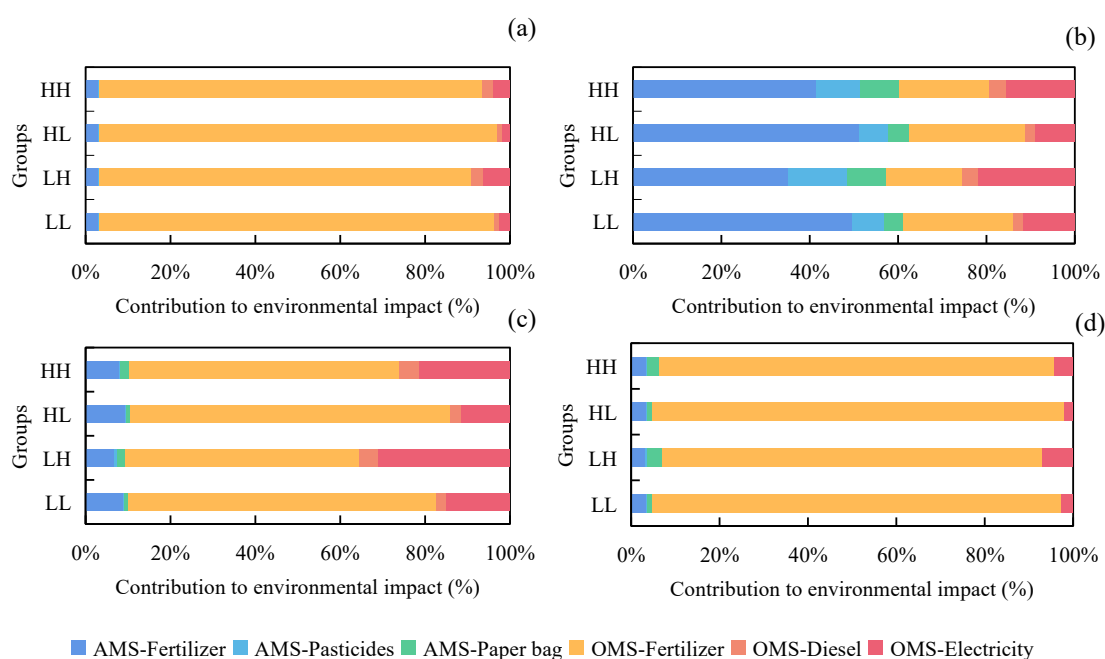 (a)
HH
HL
LH
LL
Groups
0% 20% 40% 60% 80% 100%
Contribution to environmental impact (%)
(b)
HH
HL
LH
LL
Groups
0% 20% 40% 60% 80% 100%
Contribution to environmental impact (%)
(c)
HH
HL
LH
LL
Groups
0% 20% 40% 60% 80% 100%
Contribution to environmental impact (%)
(d)
HH
HL
LH
LL
Groups
0% 20% 40% 60% 80% 100%
Contribution to environmental impact (%)
AMS-Fertilizer AMS-Pasticides AMS-Paper bag OMS-Fertilizer OMS-Diesel OMS-Electricity